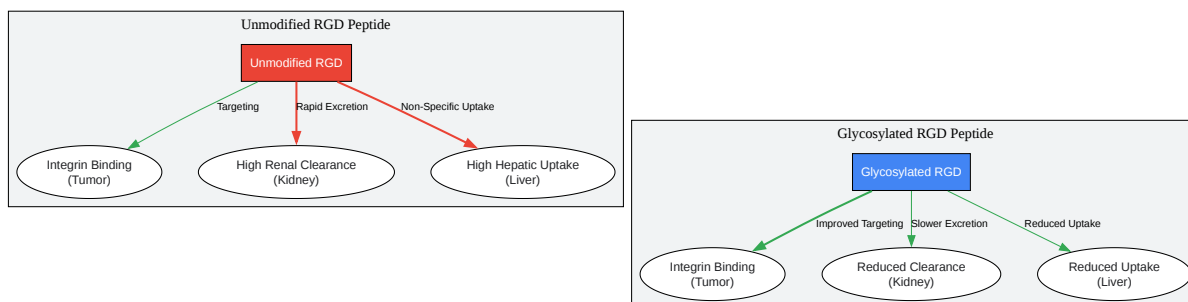 Unmodified RGD Peptide
Unmodified RGD
Targeting
Rapid Excretion
Non-Specific Uptake
Integrin Binding
(Tumor)
High Renal Clearance
(Kidney)
High Hepatic Uptake
(Liver)
Glycosylated RGD Peptide
Glycosylated RGD
Improved Targeting
Slower Excretion
Reduced Uptake
Integrin Binding
(Tumor)
Reduced Clearance
(Kidney)
Reduced Uptake
(Liver)